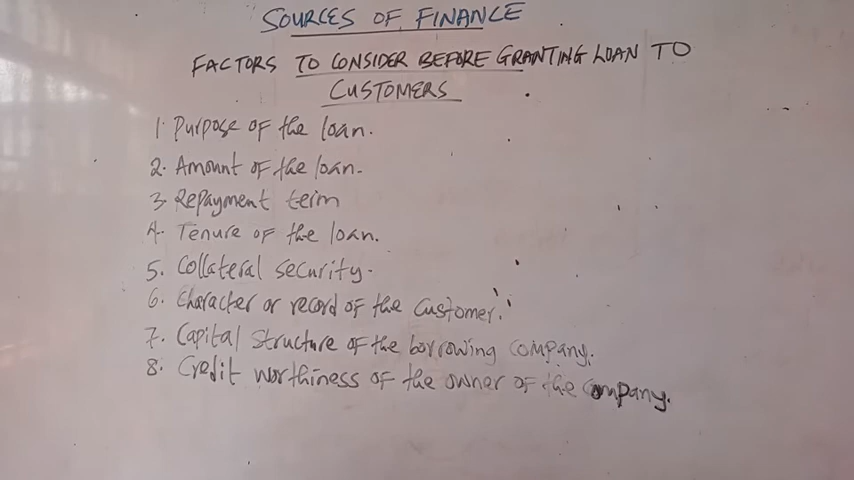 SOURCES OF FINANCE
FACTORS TO CONSIDER BEFORE GRANTING LOAN TO
CUSTOMERS
1. Purpose of the loan.
2. Amount of the loan.
3. Repayment term
4. Tenure of the loan.
5. Collateral security.
6. Character or record of the Customer.
7. Capital structure of the borrowing company.
8. Credit worthiness of the owner of the company.